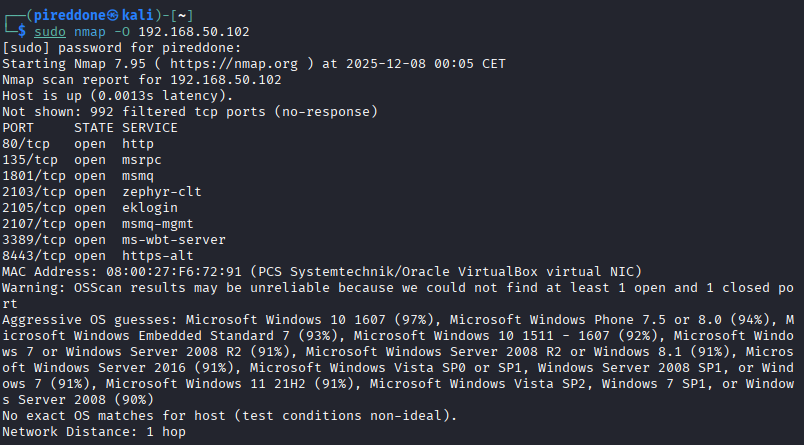 ┌──(pireddone㉿kali)-[~]
└─$ sudo nmap -O 192.168.50.102
[sudo] password for pireddone:
Starting Nmap 7.95 ( https://nmap.org ) at 2025-12-08 00:05 CET
Nmap scan report for 192.168.50.102
Host is up (0.0013s latency).
Not shown: 992 filtered tcp ports (no-response)
PORT     STATE SERVICE
80/tcp   open  http
135/tcp  open  msrpc
1801/tcp open  msmq
2103/tcp open  zephyr-clt
2105/tcp open  eklogin
2107/tcp open  msmq-mgmt
3389/tcp open  ms-wbt-server
8443/tcp open  https-alt
MAC Address: 08:00:27:F6:72:91 (PCS Systemtechnik/Oracle VirtualBox virtual NIC)
Warning: OSScan results may be unreliable because we could not find at least 1 open and 1 closed po
rt
Aggressive OS guesses: Microsoft Windows 10 1607 (97%), Microsoft Windows Phone 7.5 or 8.0 (94%), M
icrosoft Windows Embedded Standard 7 (93%), Microsoft Windows 10 1511 - 1607 (92%), Microsoft Windo
ws 7 or Windows Server 2008 R2 (91%), Microsoft Windows Server 2008 R2 or Windows 8.1 (91%), Micros
oft Windows Server 2016 (91%), Microsoft Windows Vista SP0 or SP1, Windows Server 2008 SP1, or Wind
ows 7 (91%), Microsoft Windows 11 21H2 (91%), Microsoft Windows Vista SP2, Windows 7 SP1, or Window
s Server 2008 (90%)
No exact OS matches for host (test conditions non-ideal).
Network Distance: 1 hop